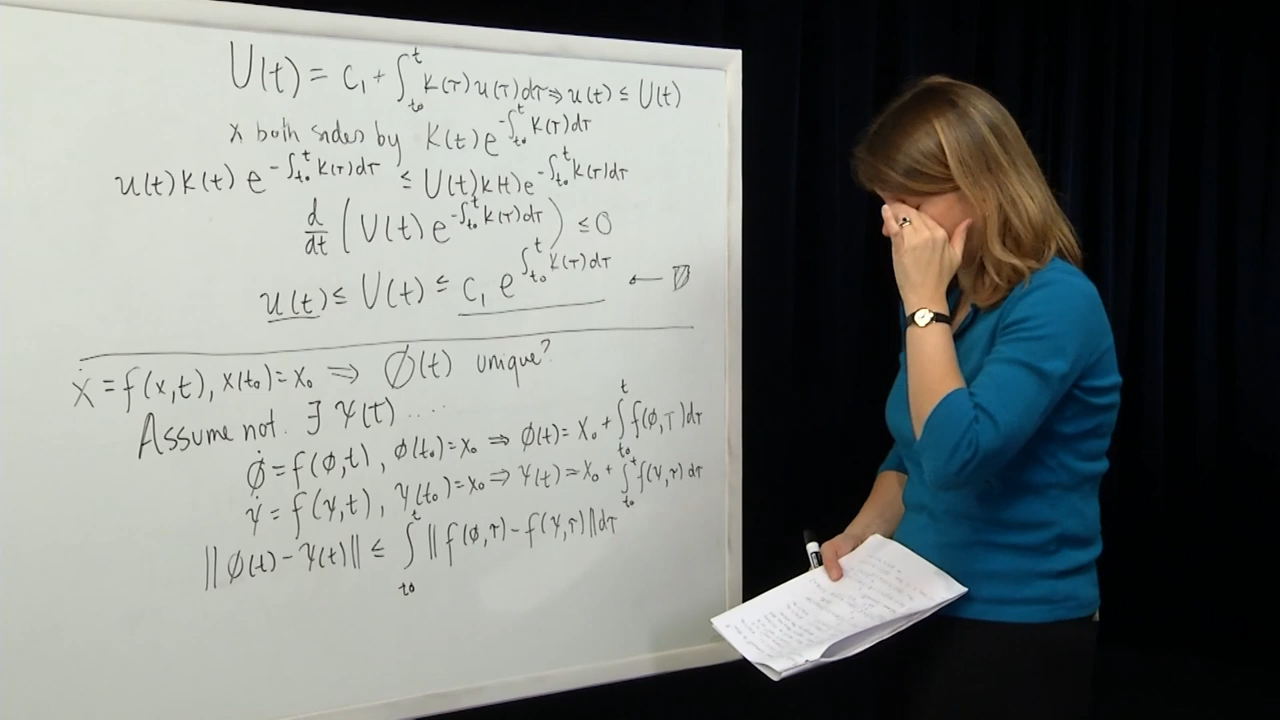 U(t) = c₁ + ∫_{t₀}^{t} K(τ)u(τ)dτ ⇒ u(t) ≤ U(t)
x both sides by K(t)e^{-∫_{t₀}^{t} K(τ)dτ}
u(t)K(t) e^{-∫_{t₀}^{t} K(τ)dτ} ≤ U(t)K(t)e^{-∫_{t₀}^{t} K(τ)dτ}
d/dt (U(t)e^{-∫_{t₀}^{t} K(τ)dτ}) ≤ 0
u(t) ≤ U(t) ≤ c₁ e^{∫_{t₀}^{t} K(τ)dτ} ←
ẋ = f(x,t), x(t₀)=x₀ ⇒ ϕ(t) unique?
Assume not. ∃ ψ(t) ....
ϕ̇ = f(ϕ,t), ϕ(t₀)=x₀ ⇒ ϕ(t) = x₀ + ∫_{t₀}^{t} f(ϕ,τ)dτ
ψ̇ = f(ψ,t), ψ(t₀)=x₀ ⇒ ψ(t) = x₀ + ∫_{t₀}^{t} f(ψ,τ)dτ
||ϕ(t) - ψ(t)|| ≤ ∫_{t₀}^{t} ||f(ϕ,τ) - f(ψ,τ)||dτ